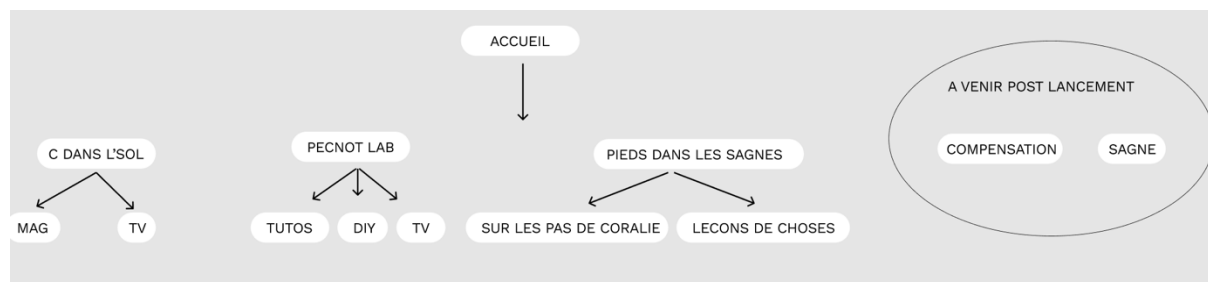 ACCUEIL
A VENIR POST LANCEMENT
C DANS L'SOL
PECNOT LAB
PIEDS DANS LES SAGNES
COMPENSATION
SAGNE
MAG
TV
TUTOS
DIY
TV
SUR LES PAS DE CORALIE
LECONS DE CHOSES